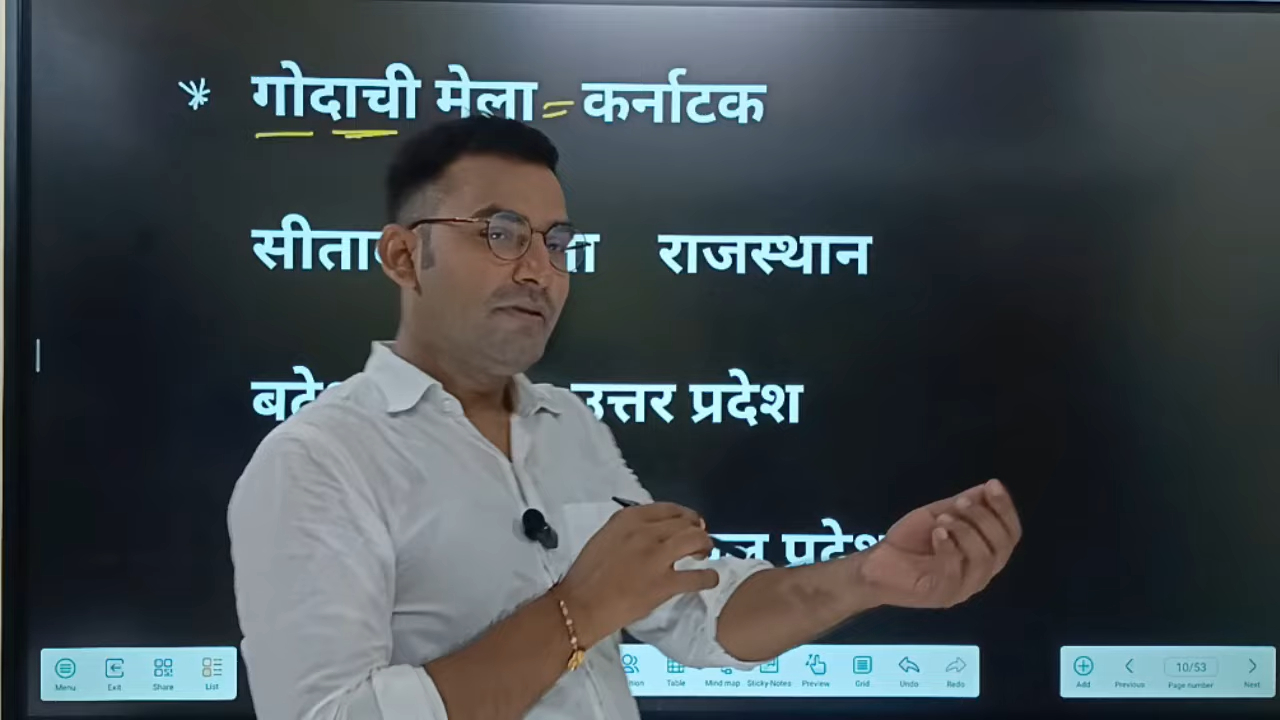 * गोदाची मेला = कर्नाटक
राजस्थान
उत्तर प्रदेश
प्रदेश
Menu Exit Share List Table Mind map Sticky Notes Preview Grid Undo Redo Add Previous 10/53 Page number Next